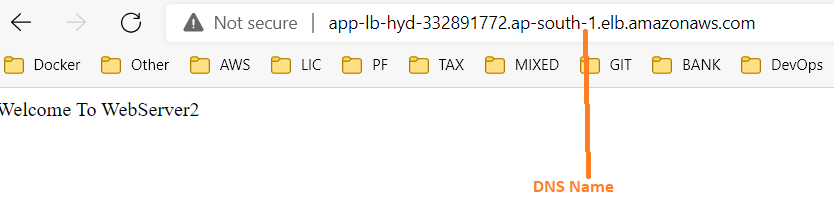 Not secure | app-lb-hyd-332891772.ap-south-1.elb.amazonaws.com
Docker Other AWS LIC PF TAX MIXED GIT BANK DevOps
Welcome To WebServer2
DNS Name